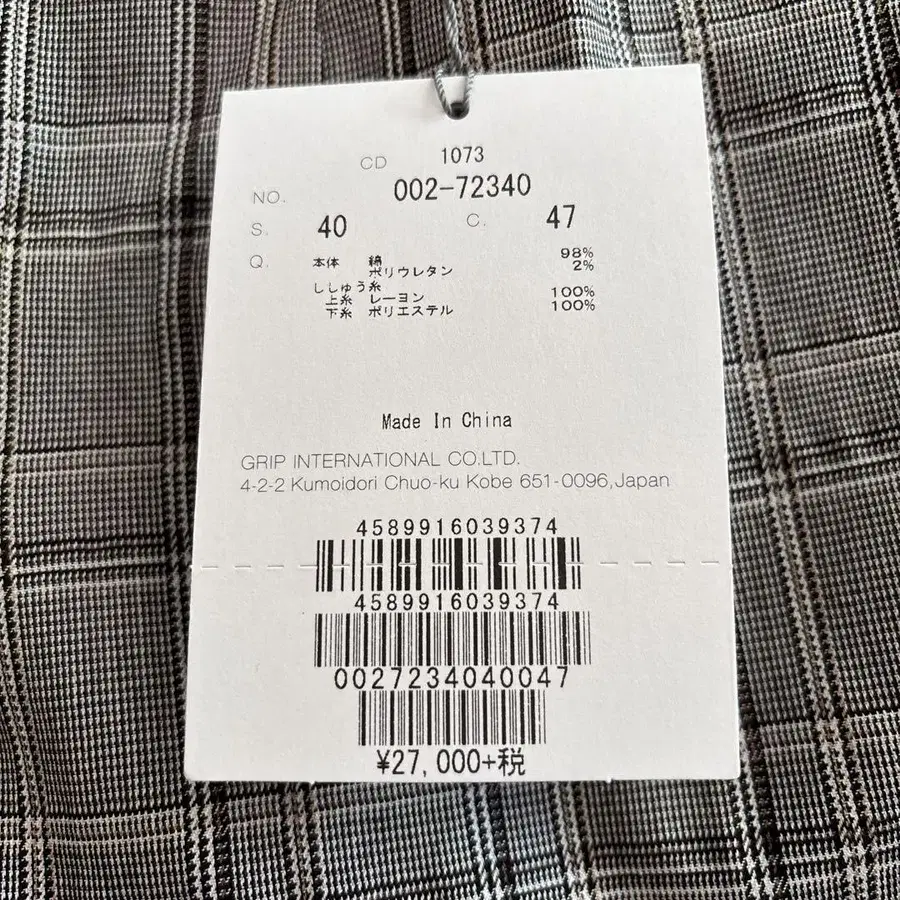 CD 1073
NO. 002-72340
S. 40 C. 47
Q. 本体 綿 98%
ポリウレタン 2%
ししゅう糸
上糸 レーヨン 100%
下糸 ポリエステル 100%
Made In China
GRIP INTERNATIONAL CO.LTD.
4-2-2 Kumoidori Chuo-ku Kobe 651-0096,Japan
4589916039374
4589916039374
0027234040047
¥27,000+税